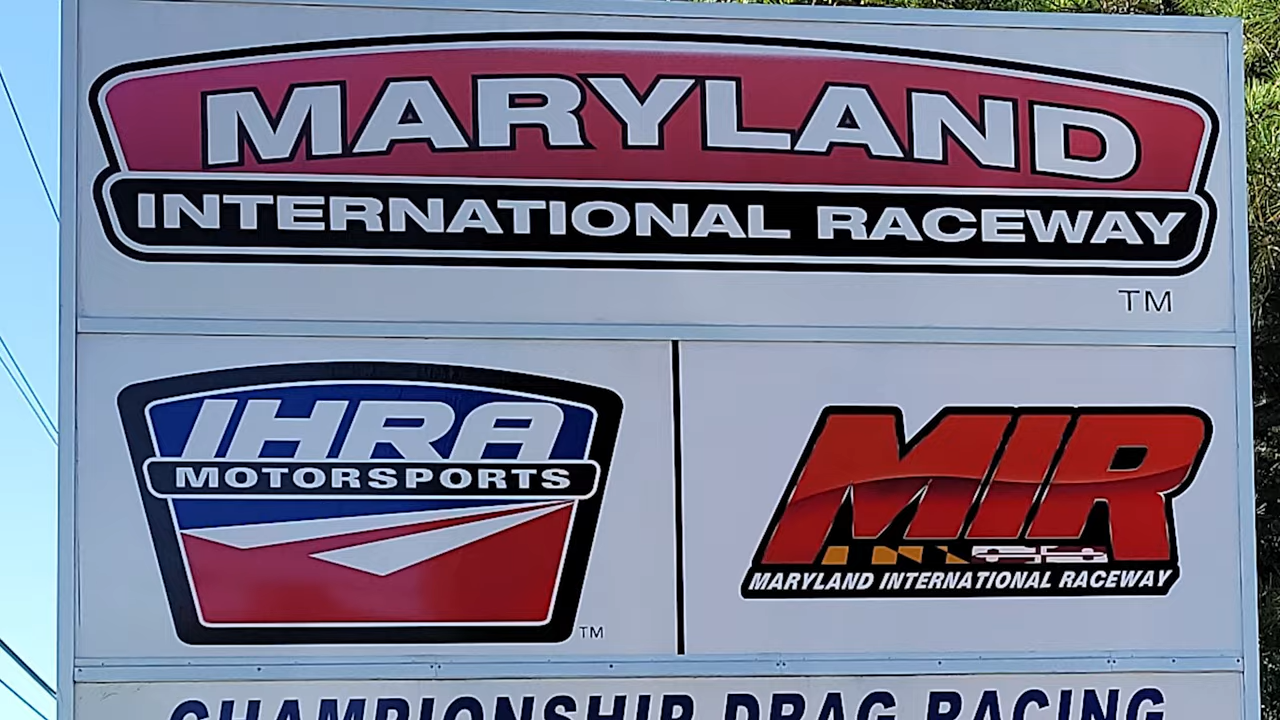 MARYLAND
INTERNATIONAL RACEWAY
TM
IHRA
MOTORSPORTS
TM
MIR
MARYLAND INTERNATIONAL RACEWAY
CHAMPIONSHIP DRAG RACING